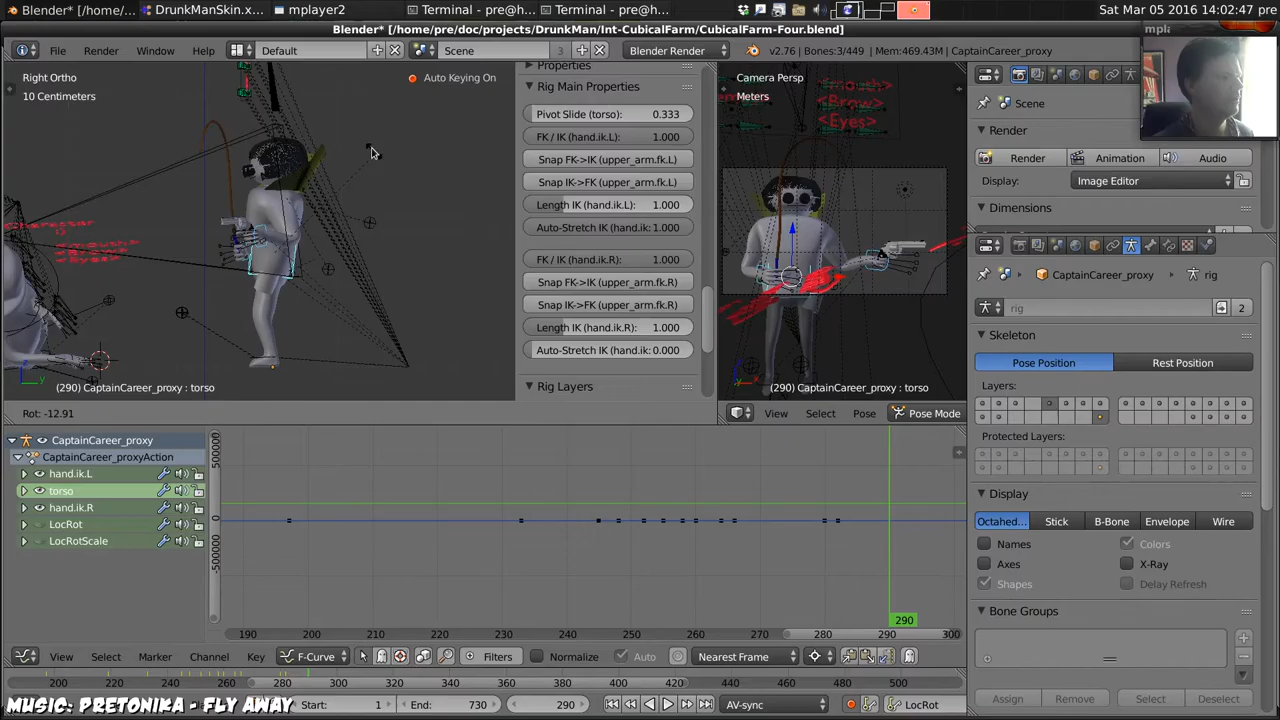 Blender* [/home/ DrunkManSkin.x... mplayer2 Terminal - pre@h... Terminal - pre@h... Sat Mar 05 2016 14:02:47 pre
Blender* [/home/pre/doc/projects/DrunkMan/Int-CubicalFarm/CubicalFarm-Four.blend]
File Render Window Help Default Scene 3 Blender Render v2.76 | Bones:3/449 | Mem:469.43M | CaptainCareer_proxy
Right Ortho Auto Keying On Properties Camera Persp
10 Centimeters Rig Main Properties Meters
<mouth>
<Brow>
<Eyes>
Pivot Slide (torso): 0.333
FK / IK (hand.ik.L): 1.000
Snap FK->IK (upper_arm.fk.L)
Snap IK->FK (upper_arm.fk.L)
Length IK (hand.ik.L): 1.000
Auto-Stretch IK (hand.ik: 1.000
FK / IK (hand.ik.R): 1.000
Snap FK->IK (upper_arm.fk.R)
Snap IK->FK (upper_arm.fk.R)
Length IK (hand.ik.R): 1.000
Auto-Stretch IK (hand.ik: 0.000
Rig Layers
(290) CaptainCareer_proxy : torso
(290) CaptainCareer_proxy : torso
Rot: -12.91
View Select Pose Pose Mode
Scene
Render
Render Animation Audio
Display: Image Editor
Dimensions
CaptainCareer_proxy rig
rig 2
Skeleton
Pose Position Rest Position
Layers:
Protected Layers:
Display
Octahed... Stick B-Bone Envelope Wire
Names Colors
Axes X-Ray
Shapes Delay Refresh
Bone Groups
Assign Remove Select Deselect
CaptainCareer_proxy
CaptainCareer_proxyAction
hand.ik.L
torso
hand.ik.R
LocRot
LocRotScale
500000
0
-500000
290
190 200 210 220 230 240 250 260 270 280 290 300
View Select Marker Channel Key F-Curve Filters Normalize Auto Nearest Frame
200 220 240 260 280 300 320 340 360 380 400 420 440 460 480 500
Start: 1 End: 730 290 AV-sync LocRot
MUSIC: PRETONIKA - FLY AWAY